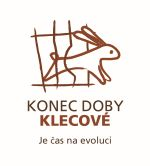 KONEC DOBY
KLECOVÉ
Je čas na evoluci